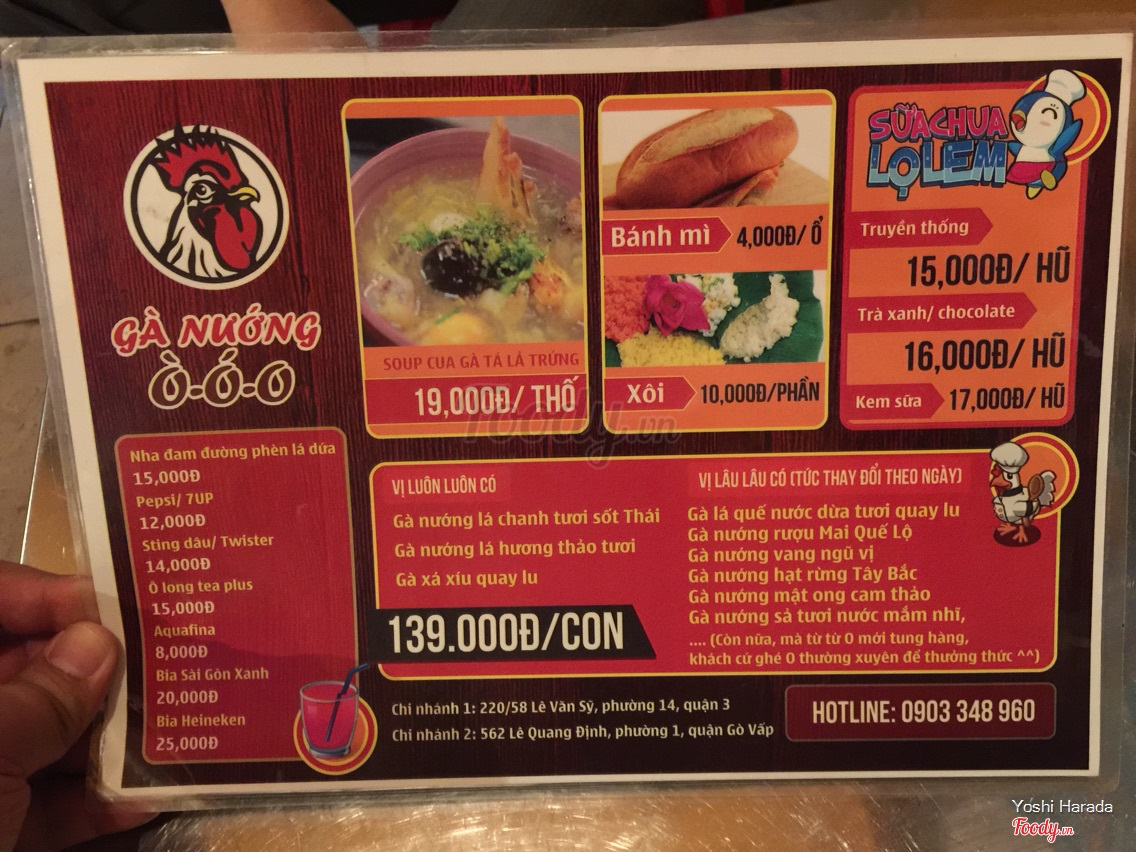 GÀ NƯỚNG
Ò-Ó-O
Nha đam đường phèn lá dứa
15,000Đ
Pepsi/ 7UP
12,000Đ
Sting dâu/ Twister
14,000Đ
Ô long tea plus
15,000Đ
Aquafina
8,000Đ
Bia Sài Gòn Xanh
20,000Đ
Bia Heineken
25,000Đ
SOUP CUA GÀ TÁ LẢ TRỨNG
19,000Đ/ THỐ
Bánh mì 4,000Đ/ Ổ
Xôi 10,000Đ/PHẦN
SỮA CHUA
LỌ LEM
Truyền thống
15,000Đ/ HŨ
Trà xanh/ chocolate
16,000Đ/ HŨ
Kem sữa 17,000Đ/ HŨ
Foody.vn
VỊ LUÔN LUÔN CÓ
Gà nướng lá chanh tươi sốt Thái
Gà nướng lá hương thảo tươi
Gà xá xíu quay lu
139.000Đ/CON
VỊ LÂU LÂU CÓ (TỨC THAY ĐỔI THEO NGÀY)
Gà lá quế nước dừa tươi quay lu
Gà nướng rượu Mai Quế Lộ
Gà nướng vang ngũ vị
Gà nướng hạt rừng Tây Bắc
Gà nướng mật ong cam thảo
Gà nướng sả tươi nước mắm nhĩ,
.... (Còn nữa, mà từ từ O mới tung hàng,
khách cứ ghé O thường xuyên để thưởng thức ^^)
Chi nhánh 1: 220/58 Lê Văn Sỹ, phường 14, quận 3
Chi nhánh 2: 562 Lê Quang Định, phường 1, quận Gò Vấp
HOTLINE: 0903 348 960
Yoshi Harada
Foody.vn